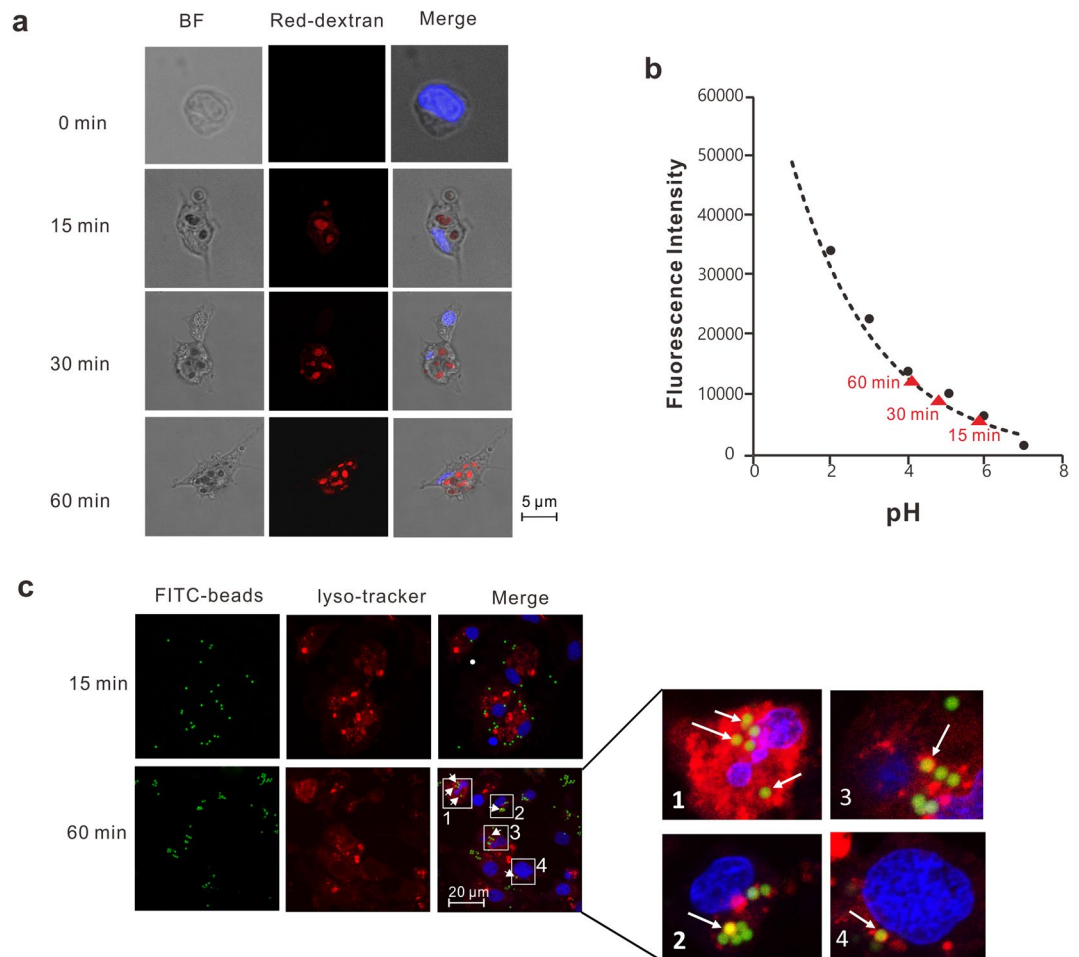 a
BF Red-dextran Merge
0 min
15 min
30 min
60 min
5 µm
b
60000
50000
40000
30000
20000
10000
0
Fluorescence Intensity
60 min
30 min
15 min
0 2 4 6 8
pH
c
FITC-beads lyso-tracker Merge
15 min
60 min
1
2
3
4
20 µm
1
3
2
4